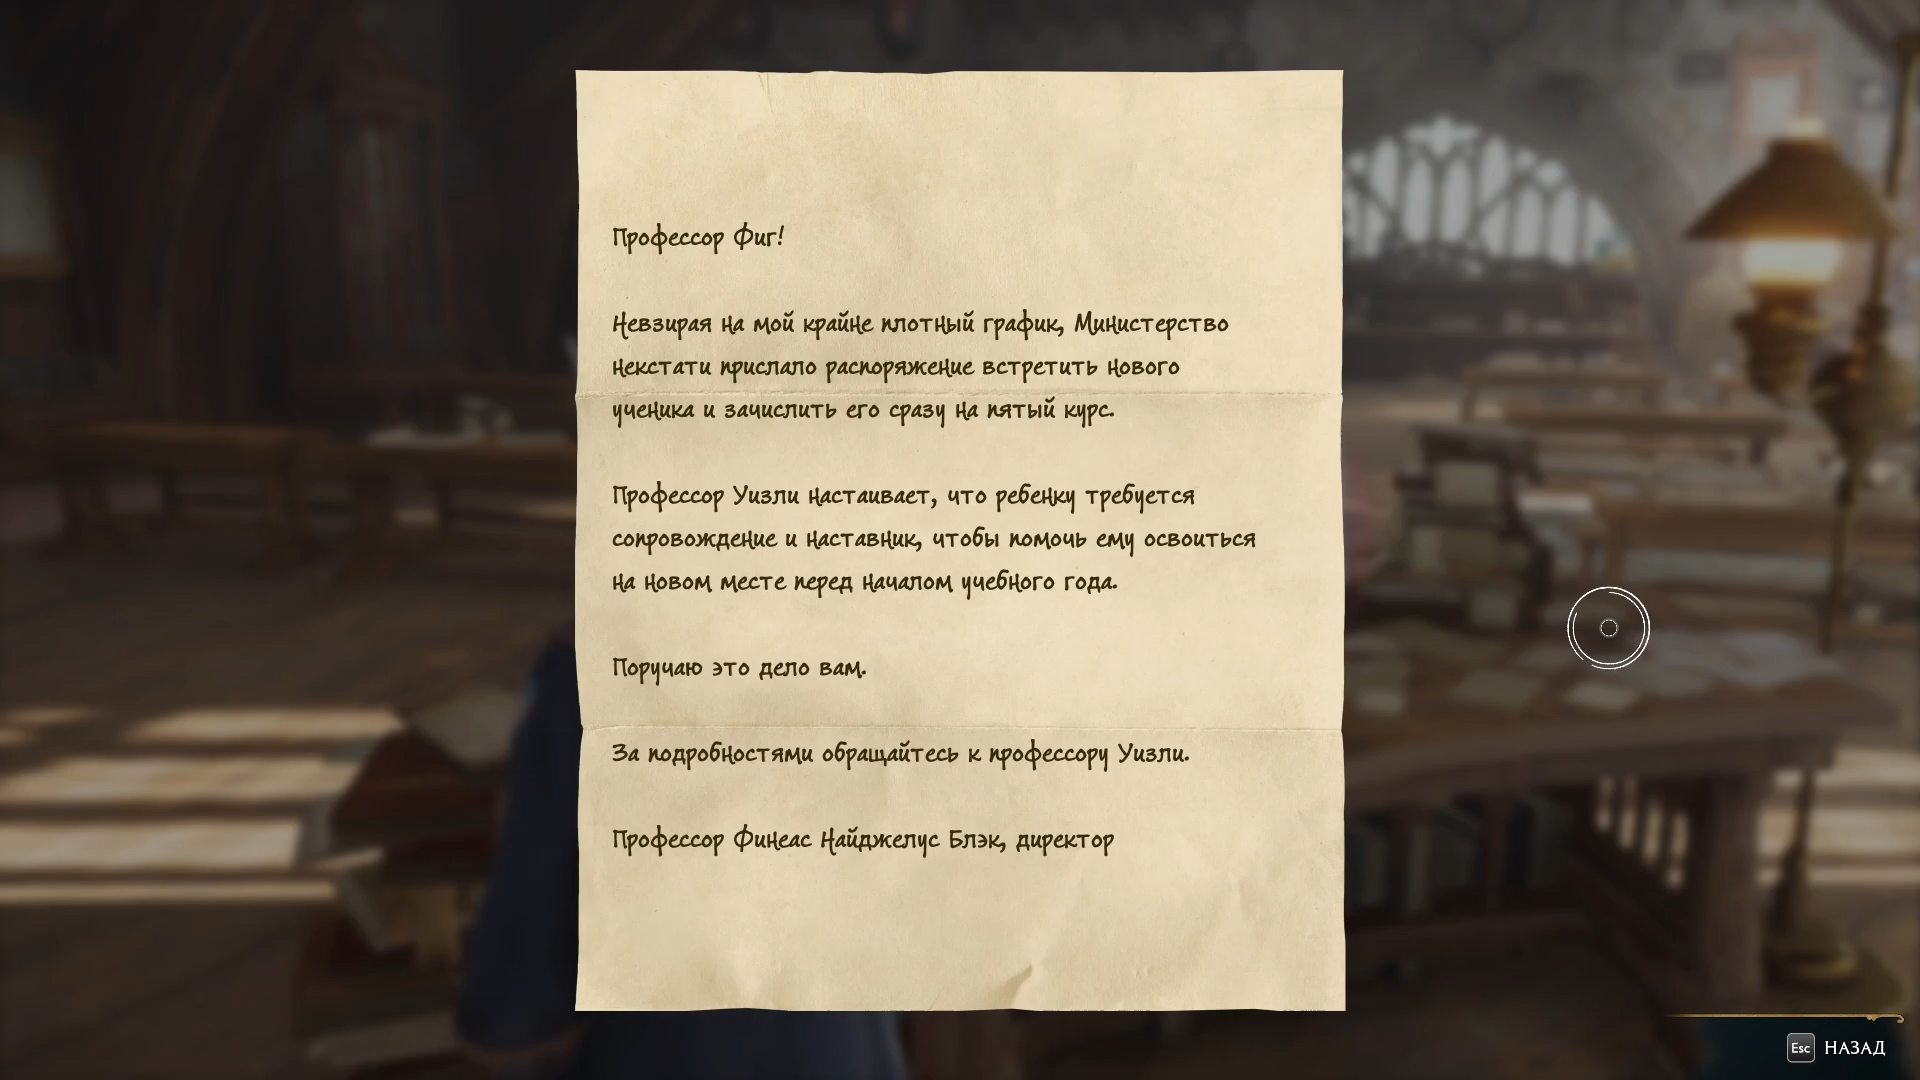 Профессор Фиг!
Невзирая на мой крайне плотный график, Министерство
некстати прислало распоряжение встретить нового
ученика и зачислить его сразу на пятый курс.
Профессор Уизли настаивает, что ребенку требуется
сопровождение и наставник, чтобы помочь ему освоиться
на новом месте перед началом учебного года.
Поручаю это дело вам.
За подробностями обращайтесь к профессору Уизли.
Профессор Финеас Найджелус Блэк, директор
Esc НАЗАД